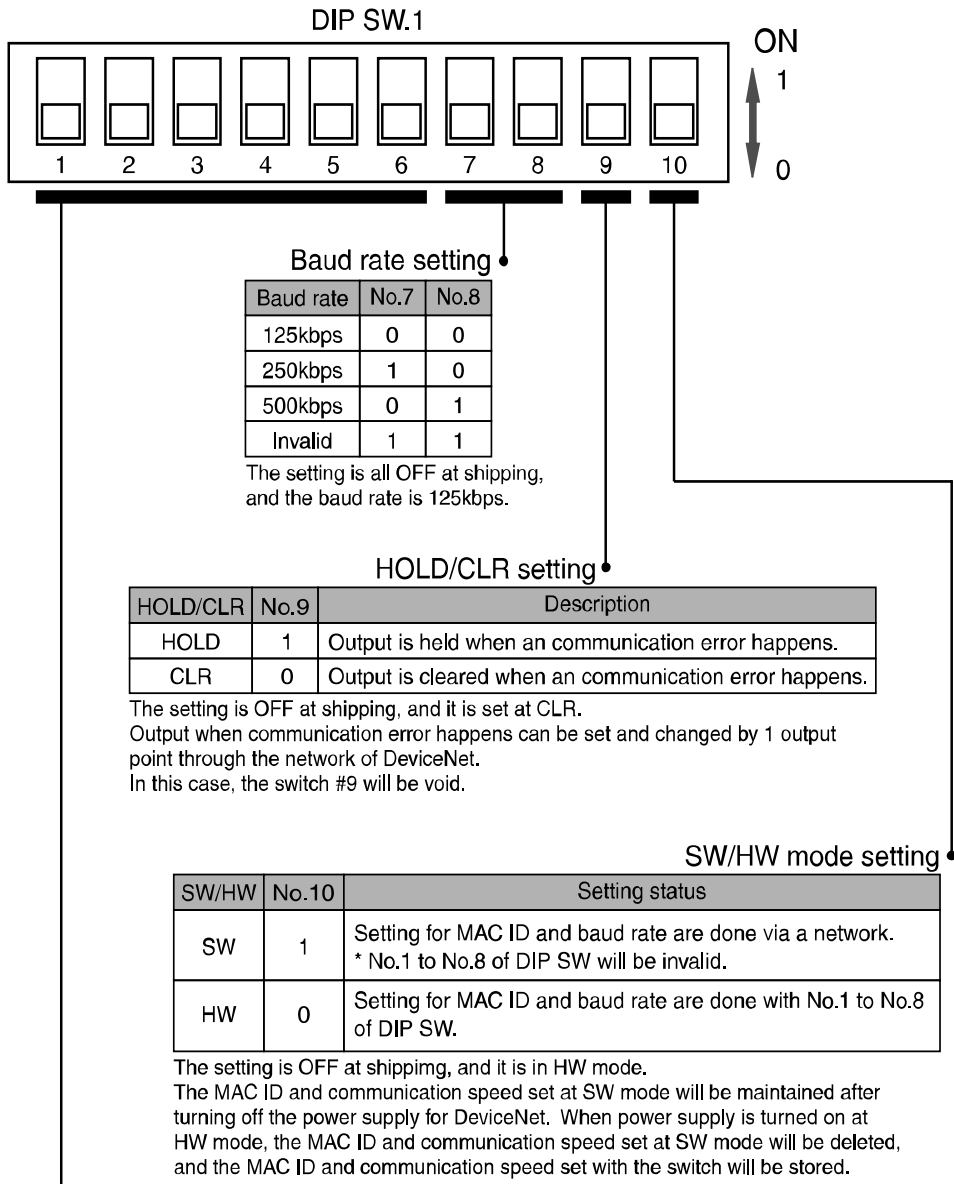 DIP SW.1
ON
1
0
1 2 3 4 5 6 7 8 9 10
Baud rate setting
Baud rate No.7 No.8
125kbps 0 0
250kbps 1 0
500kbps 0 1
Invalid 1 1
The setting is all OFF at shipping,
and the baud rate is 125kbps.
HOLD/CLR setting
HOLD/CLR No.9 Description
HOLD 1 Output is held when an communication error happens.
CLR 0 Output is cleared when an communication error happens.
The setting is OFF at shipping, and it is set at CLR.
Output when communication error happens can be set and changed by 1 output
point through the network of DeviceNet.
In this case, the switch #9 will be void.
SW/HW mode setting
SW/HW No.10 Setting status
SW 1 Setting for MAC ID and baud rate are done via a network.
* No.1 to No.8 of DIP SW will be invalid.
HW 0 Setting for MAC ID and baud rate are done with No.1 to No.8
of DIP SW.
The setting is OFF at shippimg, and it is in HW mode.
The MAC ID and communication speed set at SW mode will be maintained after
turning off the power supply for DeviceNet. When power supply is turned on at
HW mode, the MAC ID and communication speed set at SW mode will be deleted,
and the MAC ID and communication speed set with the switch will be stored.